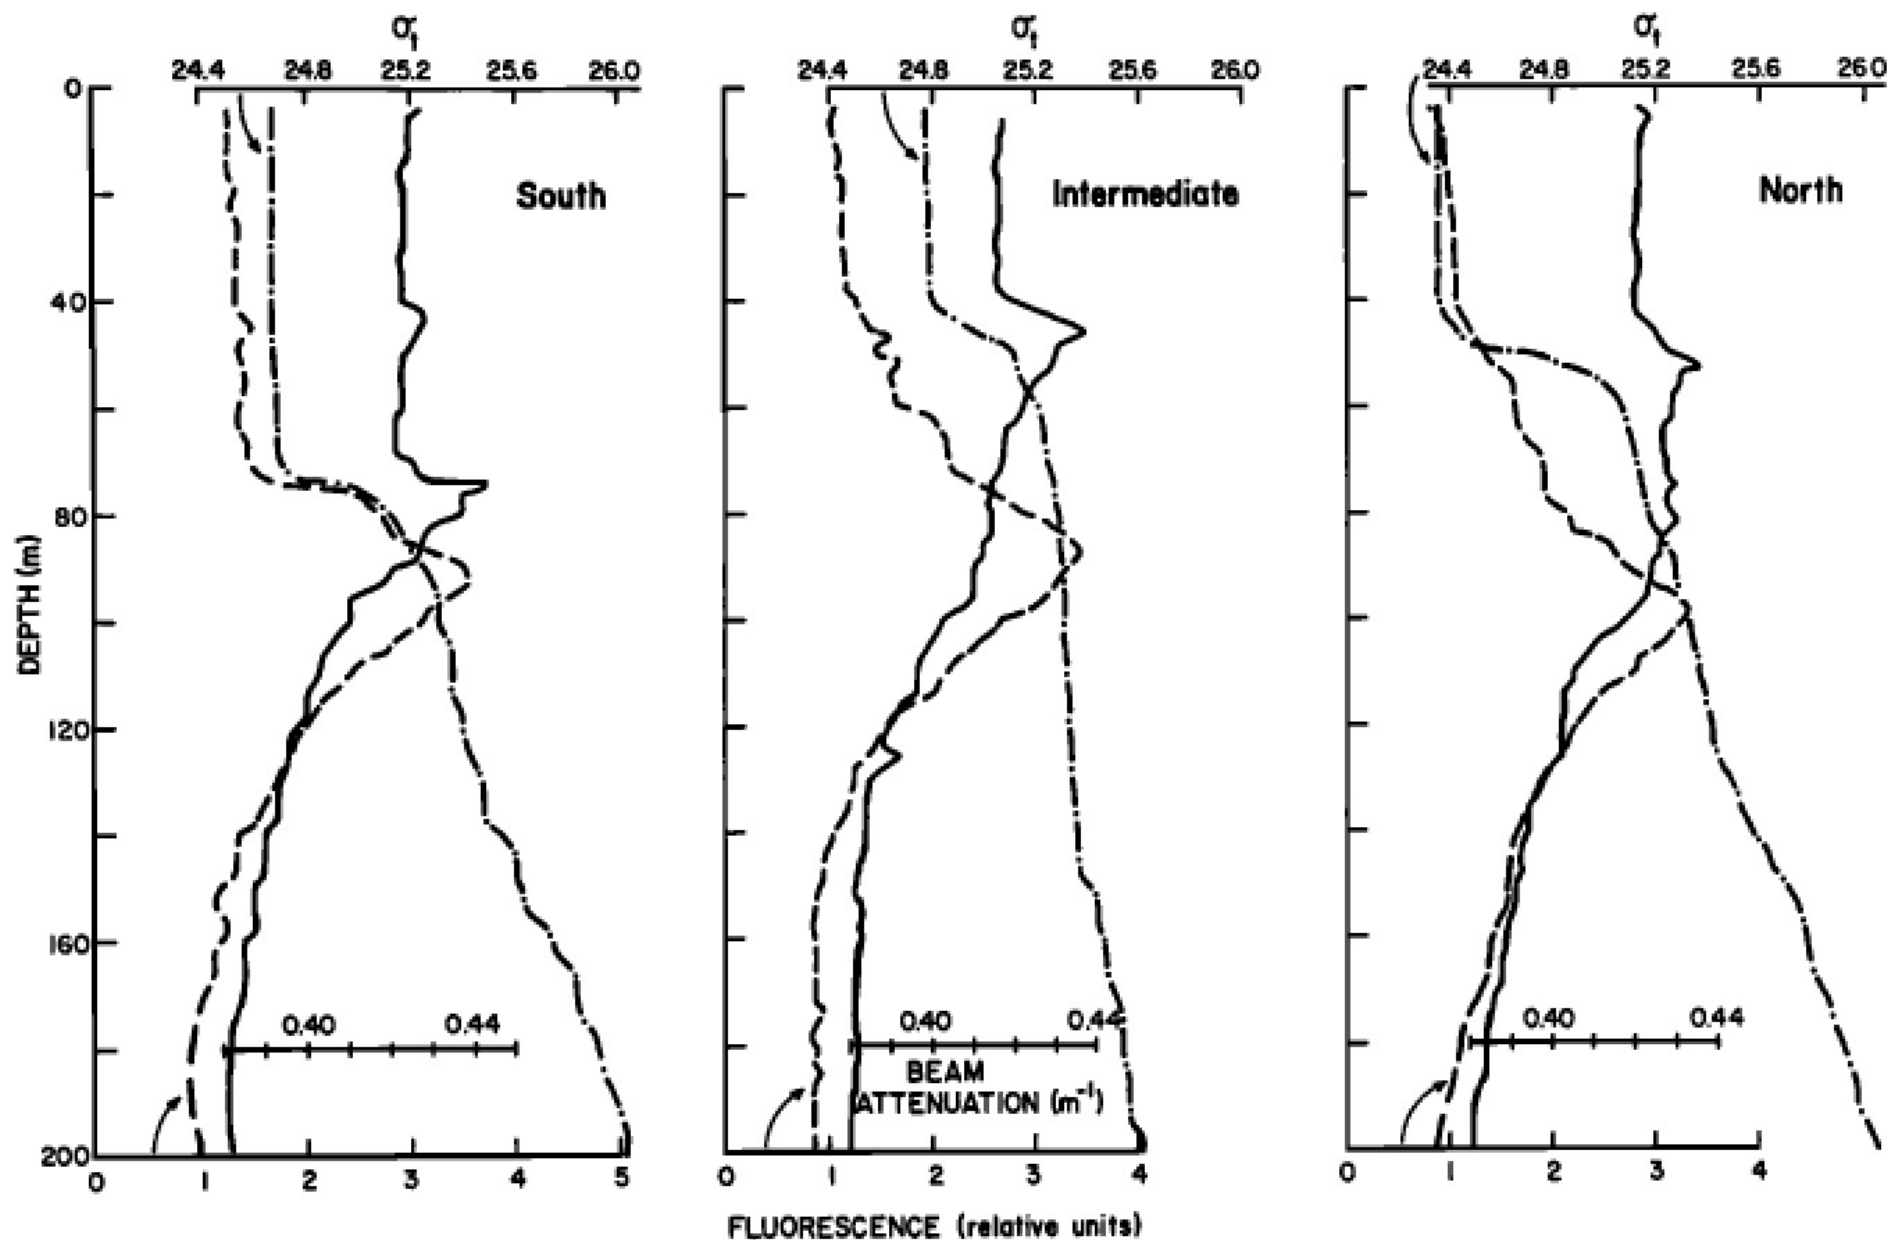 σt σt σt
24.4 24.8 25.2 25.6 26.0 24.4 24.8 25.2 25.6 26.0 24.4 24.8 25.2 25.6 26.0
0
South Intermediate North
40
80
DEPTH (m)
120
160
0.40 0.44 0.40 0.44 0.40 0.44
BEAM
ATTENUATION (m⁻¹)
200
0 1 2 3 4 5 0 1 2 3 4 0 1 2 3 4
FLUORESCENCE (relative units)